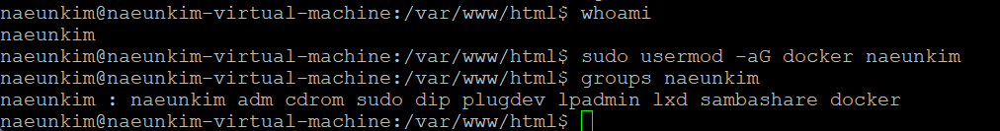 naeunkim@naeunkim-virtual-machine:/var/www/html$ whoami
naeunkim
naeunkim@naeunkim-virtual-machine:/var/www/html$ sudo usermod -aG docker naeunkim
naeunkim@naeunkim-virtual-machine:/var/www/html$ groups naeunkim
naeunkim : naeunkim adm cdrom sudo dip plugdev lpadmin lxd sambashare docker
naeunkim@naeunkim-virtual-machine:/var/www/html$